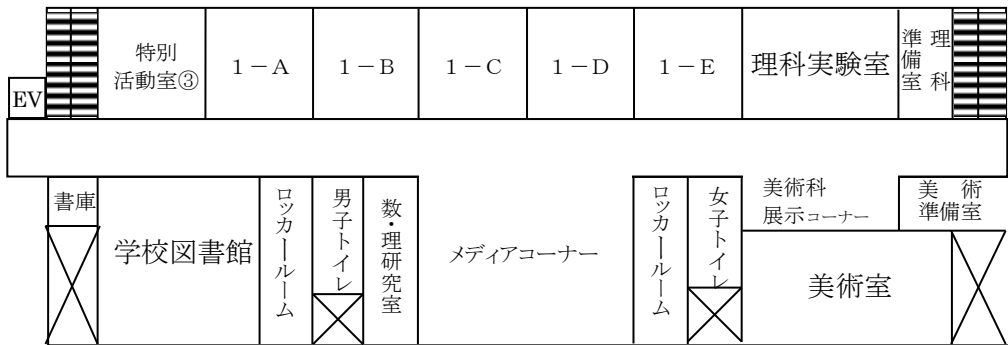 特別
活動室③
1－A
1－B
1－C
1－D
1－E
理科実験室
理科
準備室
EV
書庫
学校図書館
ロッカールーム
男子トイレ
数・理研究室
メディアコーナー
ロッカールーム
女子トイレ
美術科
展示コーナー
美術
準備室
美術室